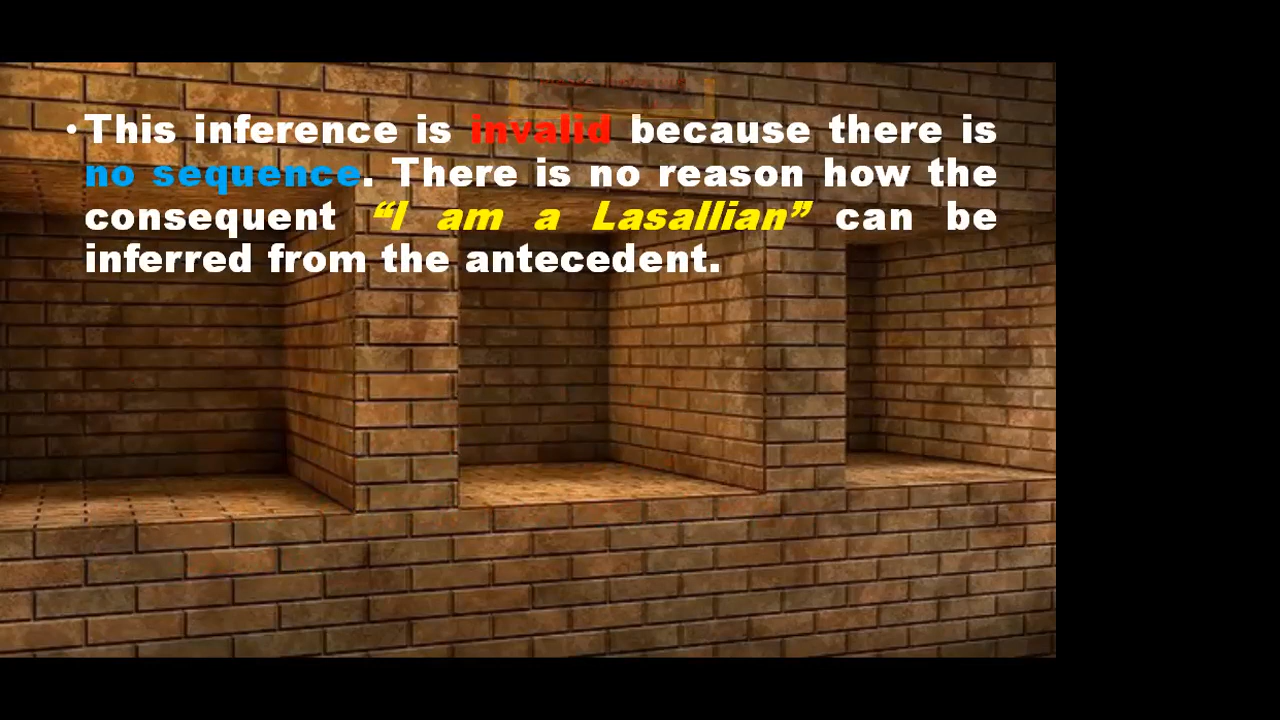 • This inference is invalid because there is
no sequence. There is no reason how the
consequent “I am a Lasallian” can be
inferred from the antecedent.